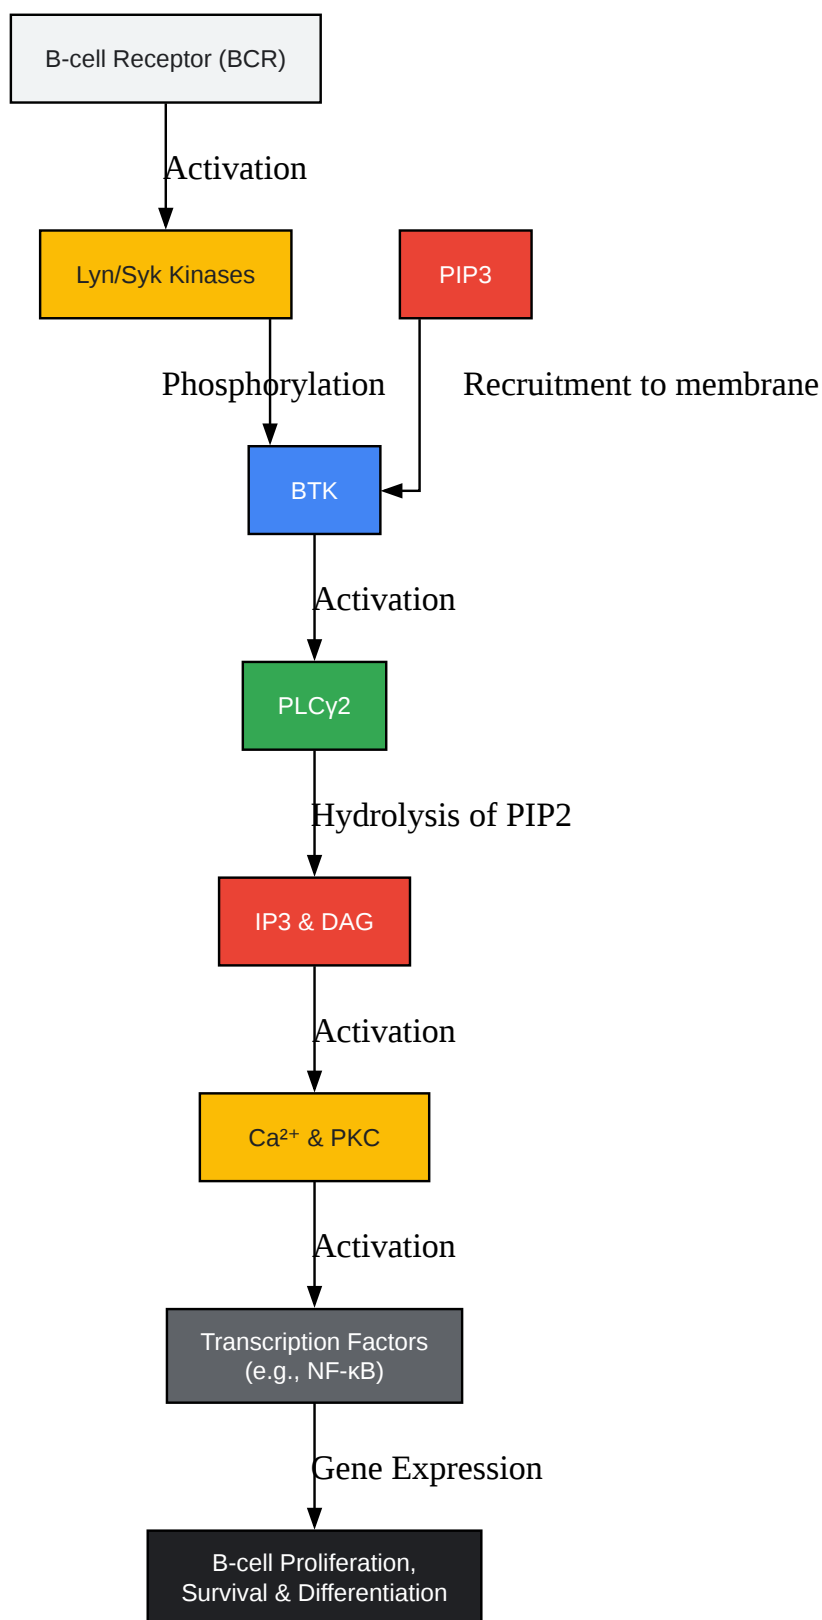 B-cell Receptor (BCR)
Activation
Lyn/Syk Kinases
PIP3
Phosphorylation
Recruitment to membrane
BTK
Activation
PLCγ2
Hydrolysis of PIP2
IP3 & DAG
Activation
Ca²⁺ & PKC
Activation
Transcription Factors
(e.g., NF-κB)
Gene Expression
B-cell Proliferation,
Survival & Differentiation